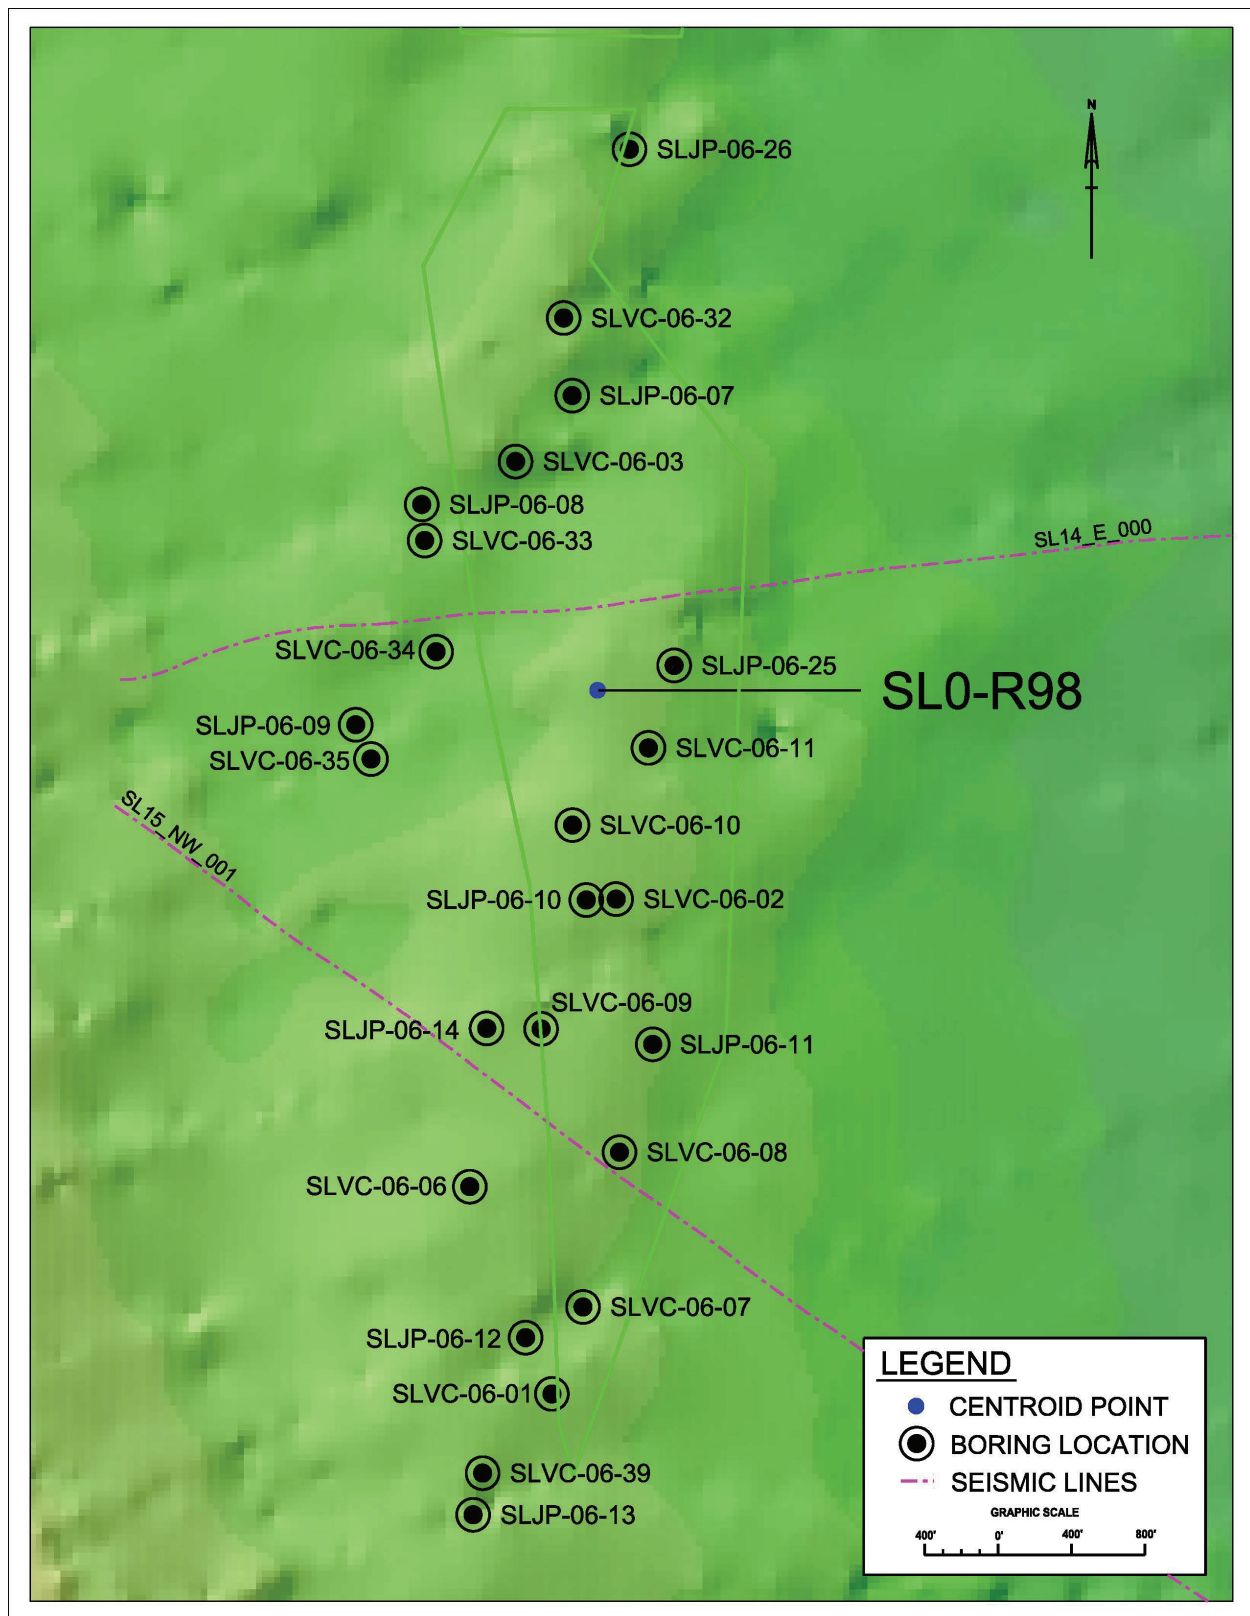 N
SLJP-06-26
SLVC-06-32
SLJP-06-07
SLVC-06-03
SLJP-06-08
SL14_E_000
SLVC-06-33
SLVC-06-34
SLJP-06-25
SL0-R98
SLJP-06-09
SLVC-06-11
SLVC-06-35
SL15_NW_001
SLVC-06-10
SLJP-06-10
SLVC-06-02
SLVC-06-09
SLJP-06-14
SLJP-06-11
SLVC-06-08
SLVC-06-06
SLVC-06-07
SLJP-06-12
SLVC-06-01
SLVC-06-39
SLJP-06-13
LEGEND
CENTROID POINT
BORING LOCATION
SEISMIC LINES
GRAPHIC SCALE
400' 0' 400' 800'